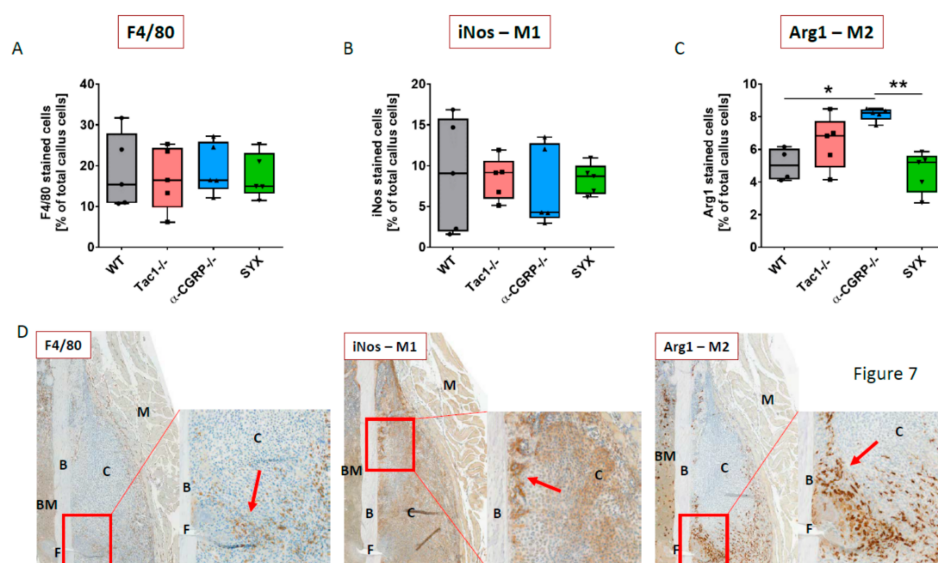 F4/80
iNos – M1
Arg1 – M2
A
B
C
F4/80 stained cells
[% of total callus cells]
40
30
20
10
0
WT
Tac1-/-
α-CGRP-/-
SYX
iNos stained cells
[% of total callus cells]
20
15
10
5
0
WT
Tac1-/-
α-CGRP-/-
SYX
Arg1 stained cells
[% of total callus cells]
10
8
6
4
2
0
*
**
WT
Tac1-/-
α-CGRP-/-
SYX
D
F4/80
M
B
C
BM
F
C
B
F
iNos – M1
M
BM
B
C
C
B
Arg1 – M2
Figure 7
M
BM
B
C
F
C
B
F